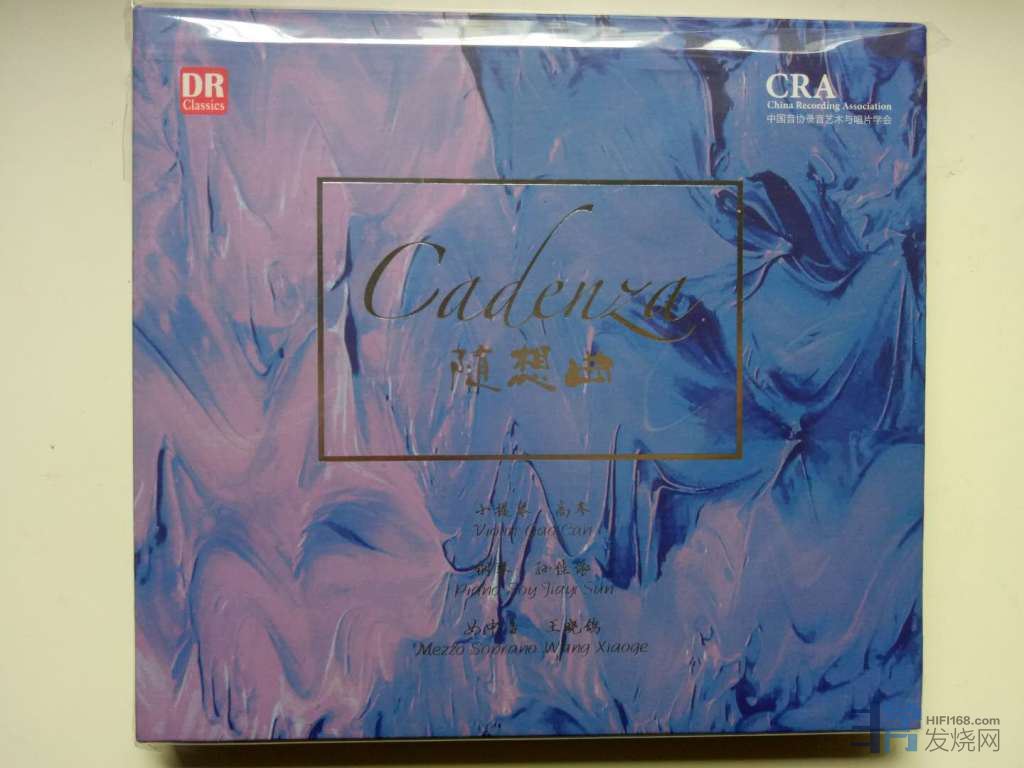 DR
Classics
CRA
China Recording Association
中国音协录音艺术与唱片学会
Cadenza
随想曲
小提琴 高参
Violin Gao Can
钢琴 孙佳依
Piano Joy Jiayi Sun
女中音 王晓鸽
Mezzo Soprano Wang Xiaoge
HIFI168.com
发烧网